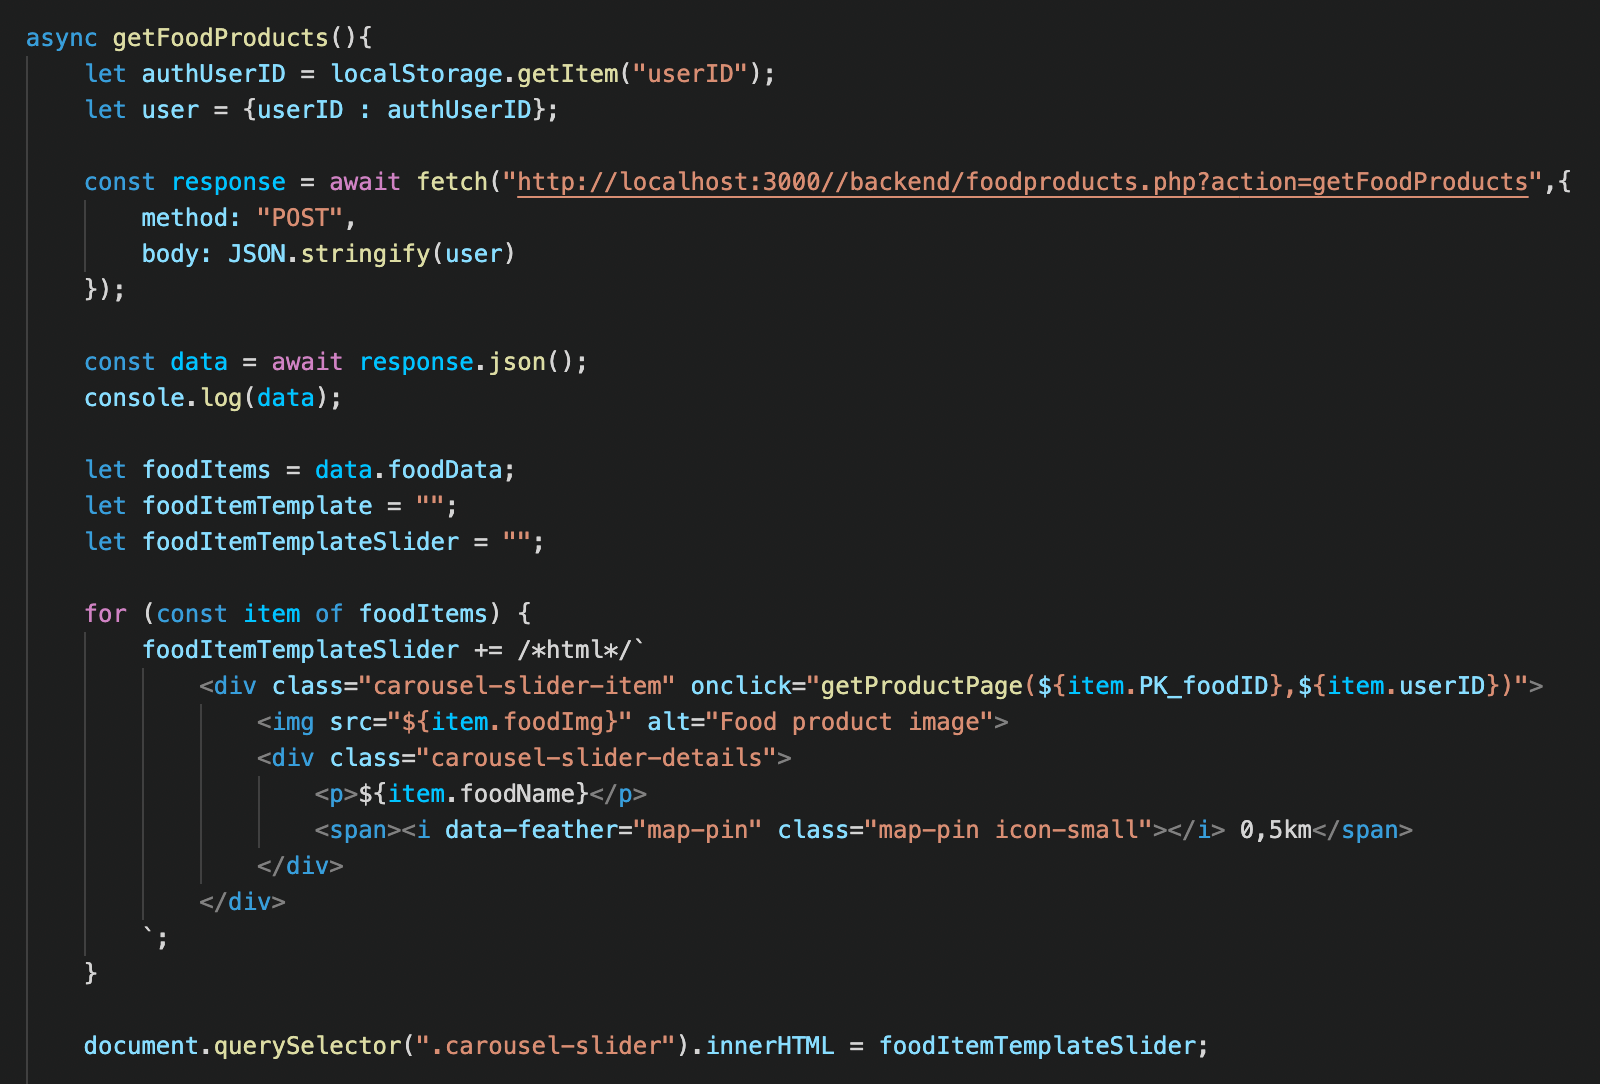 async getFoodProducts(){
    let authUserID = localStorage.getItem("userID");
    let user = {userID : authUserID};

    const response = await fetch("http://localhost:3000//backend/foodproducts.php?action=getFoodProducts",{
        method: "POST",
        body: JSON.stringify(user)
    });

    const data = await response.json();
    console.log(data);

    let foodItems = data.foodData;
    let foodItemTemplate = "";
    let foodItemTemplateSlider = "";

    for (const item of foodItems) {
        foodItemTemplateSlider += /*html*/`
            <div class="carousel-slider-item" onclick="getProductPage(${item.PK_foodID},${item.userID})">
                <img src="${item.foodImg}" alt="Food product image">
                <div class="carousel-slider-details">
                    <p>${item.foodName}</p>
                    <span><i data-feather="map-pin" class="map-pin icon-small"></i> 0,5km</span>
                </div>
            </div>
        `;
    }

    document.querySelector(".carousel-slider").innerHTML = foodItemTemplateSlider;